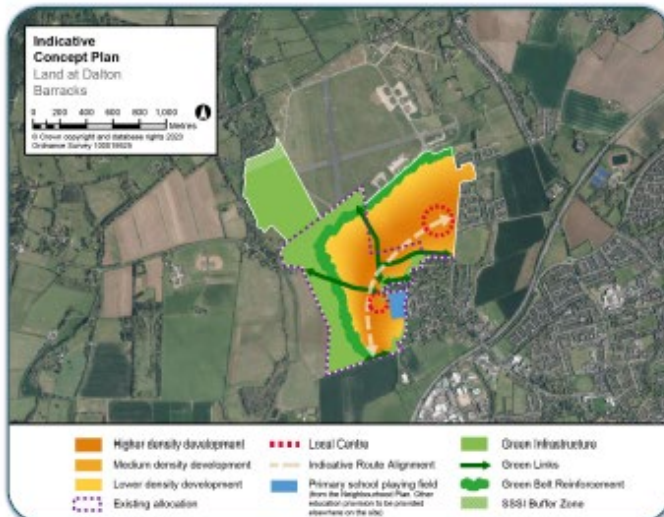 Indicative
Concept Plan
Land at Dalton
Barracks
0 200 400 600 800 1,000
Metres
© Crown copyright and database rights 2023
Ordnance Survey
Higher density development
Medium density development
Lower density development
Existing allocation
Local Centre
Indicative Route Alignment
Primary school playing field
(from the Neighbourhood Plan. Other
education provision to be provided
elsewhere on the site)
Green Infrastructure
Green Links
Green Belt Reinforcement
SSSI Buffer Zone